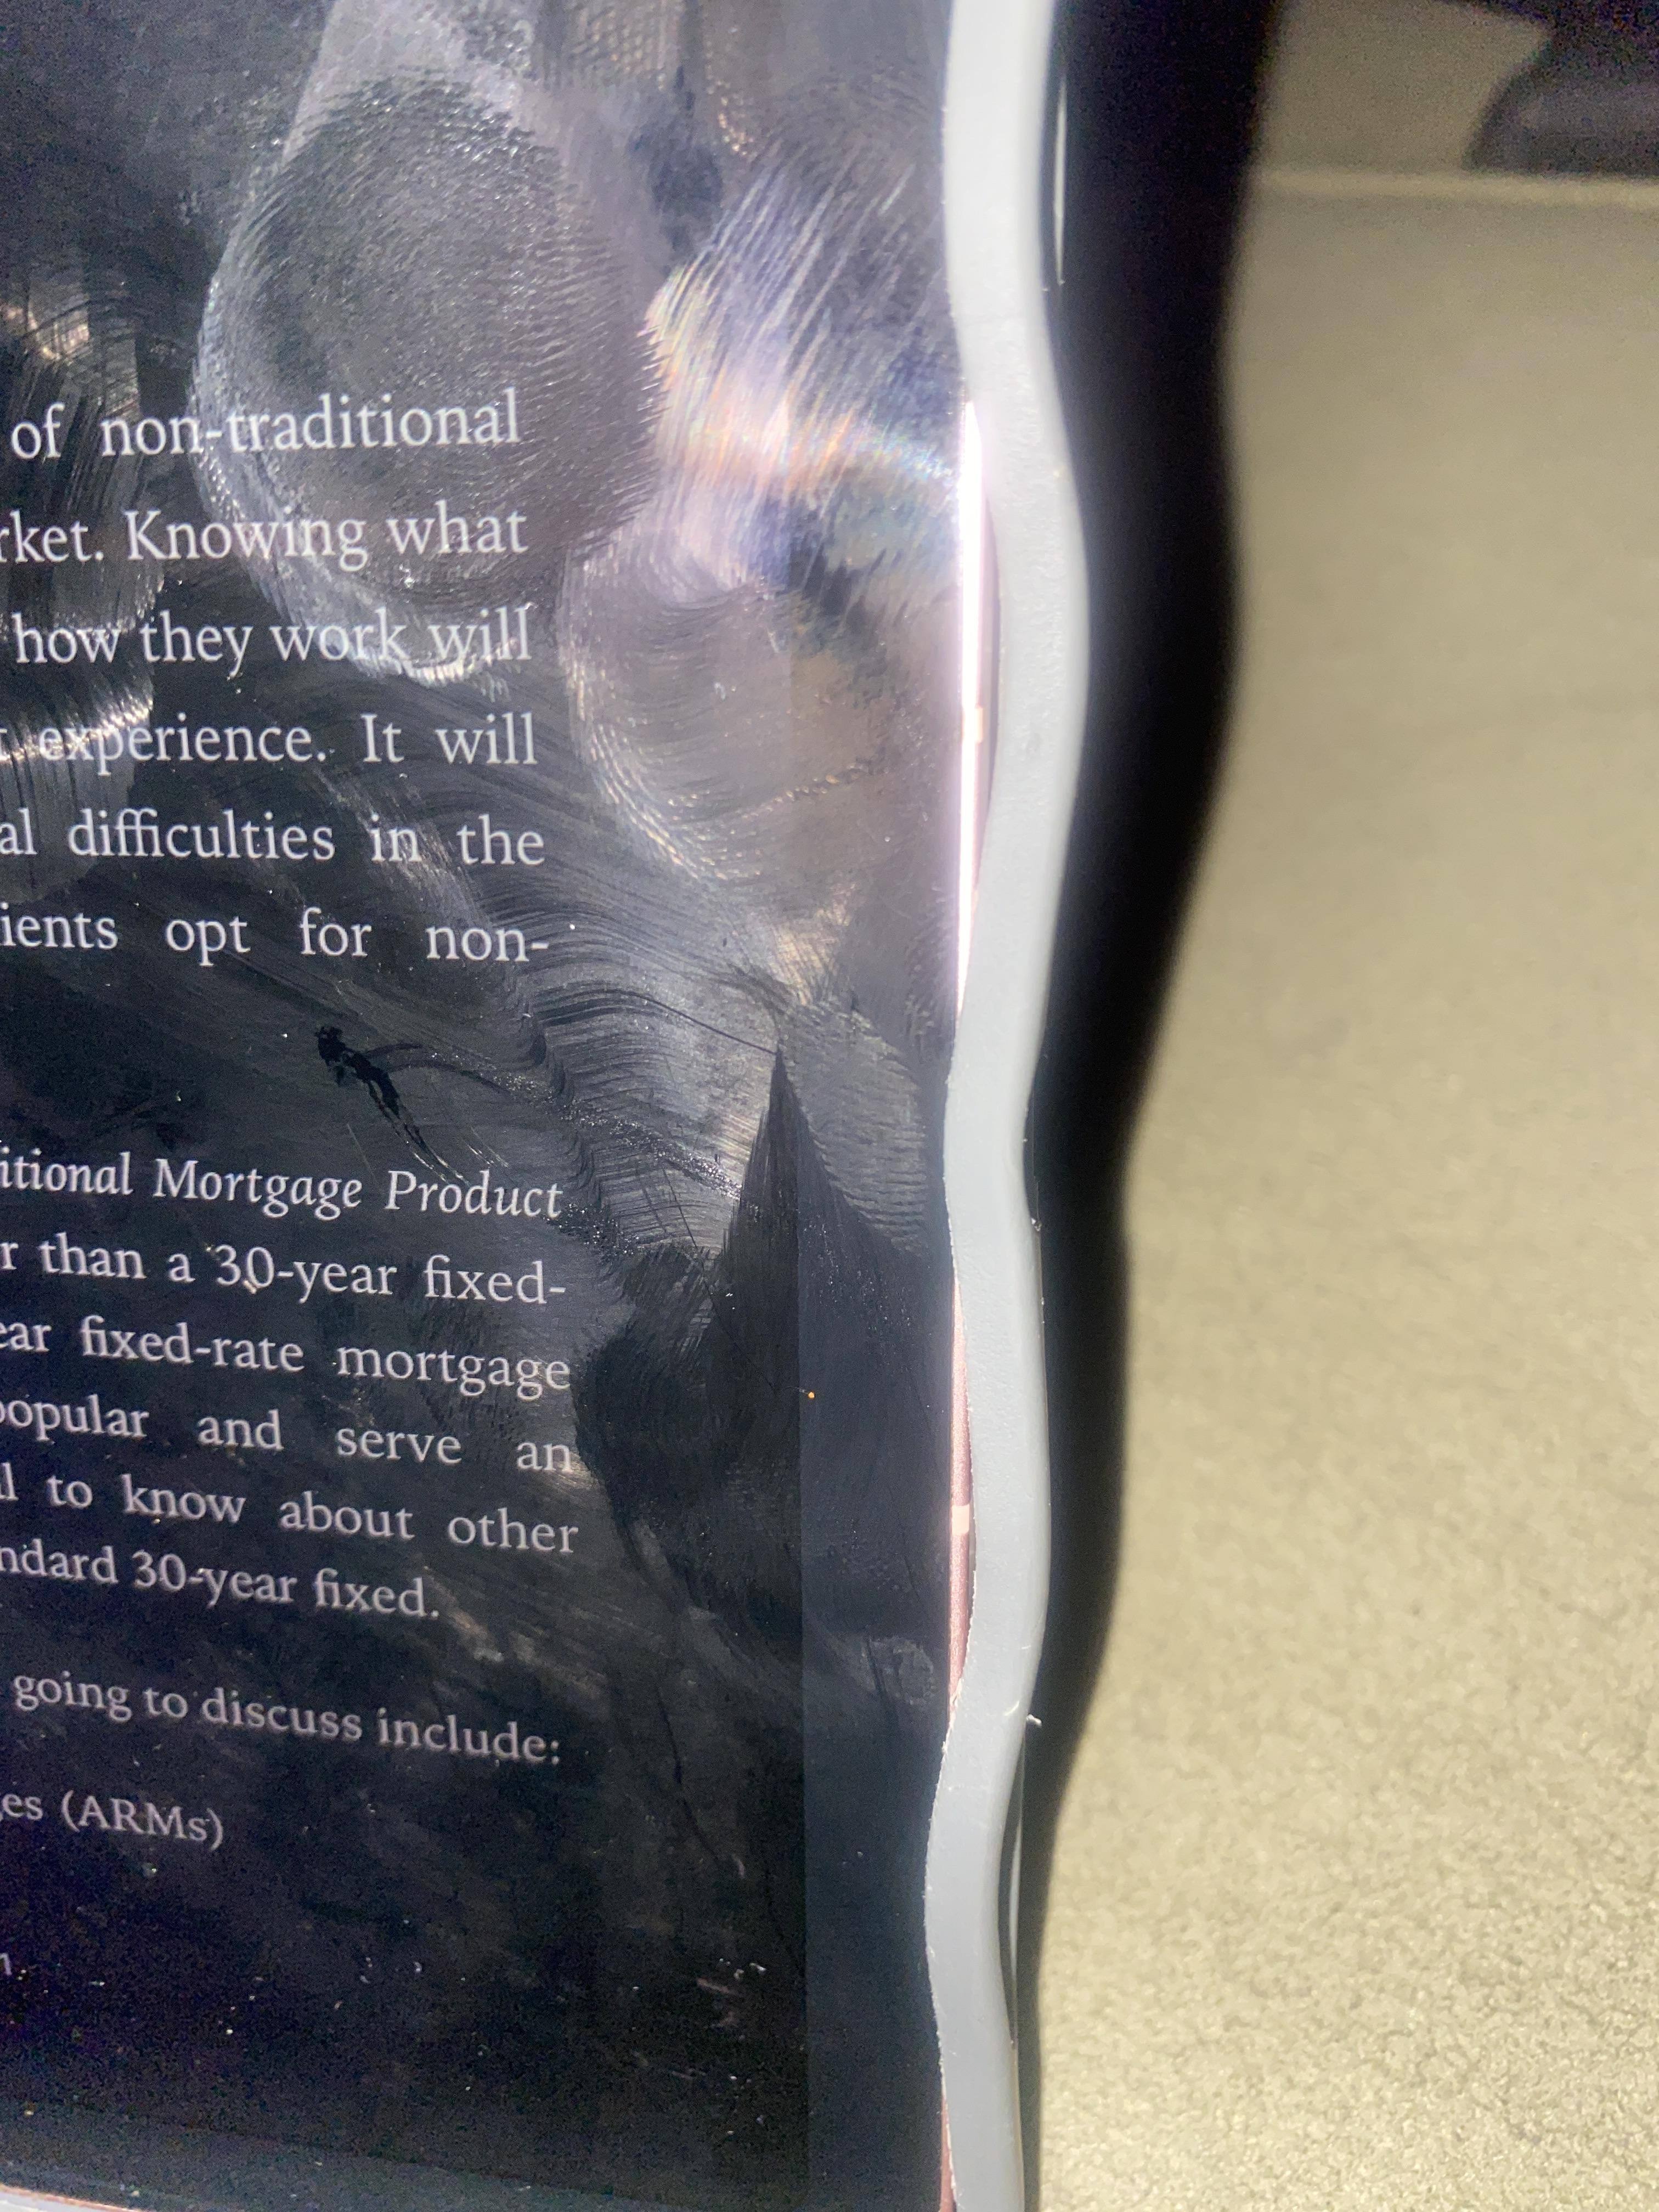 of non-traditional
rket. Knowing what
how they work will
experience. It will
al difficulties in the
ients opt for non-
itional Mortgage Product
r than a 30-year fixed-
ear fixed-rate mortgage
popular and serve an
l to know about other
ndard 30-year fixed.
going to discuss include:
es (ARMs)